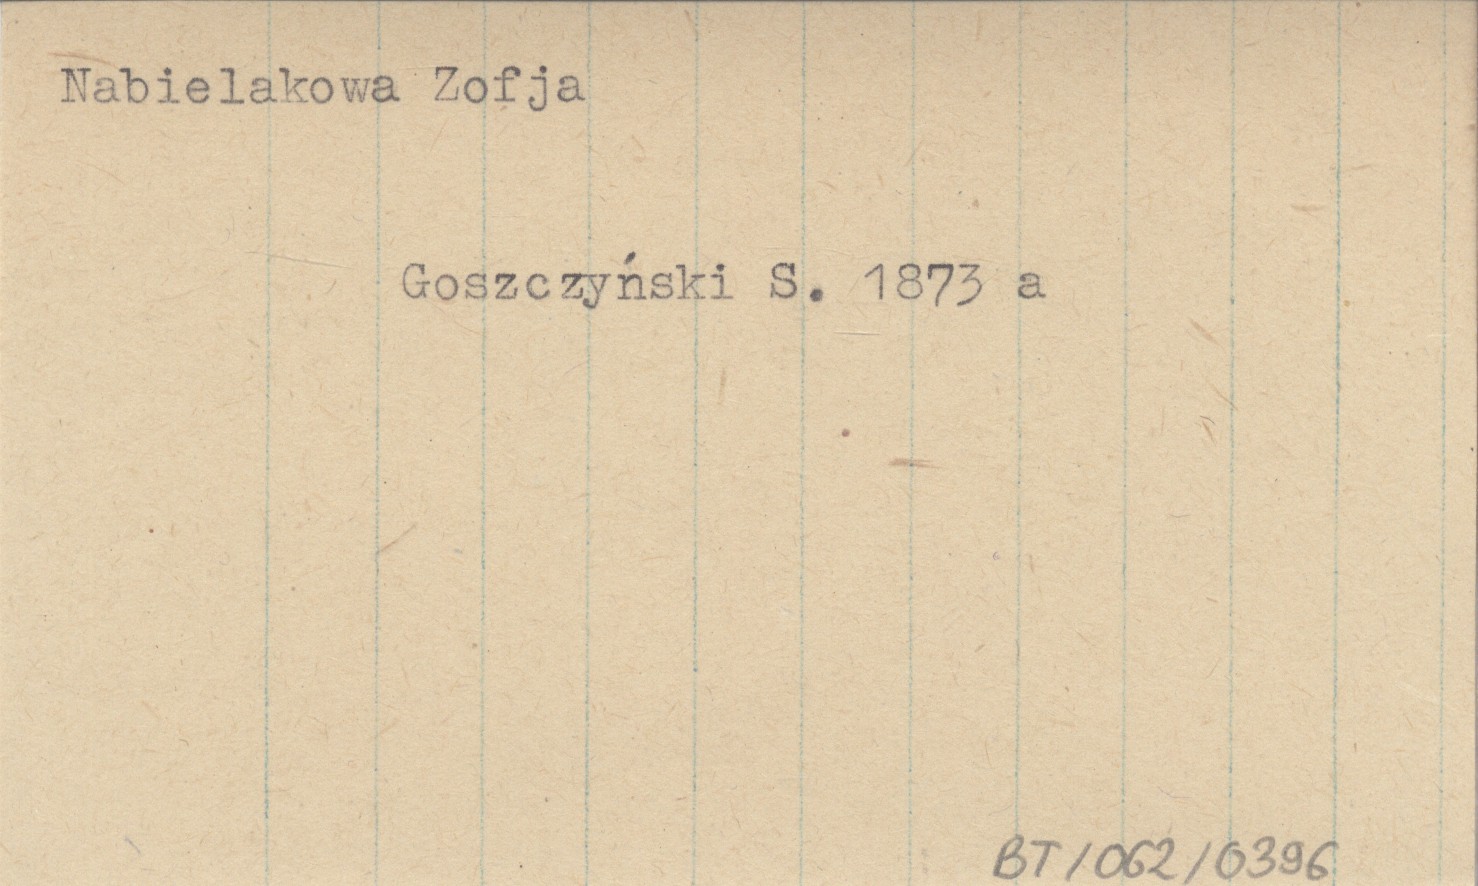 Nabielakowa Zofja
Goszczyński S. 1873 a
BT/062/0396